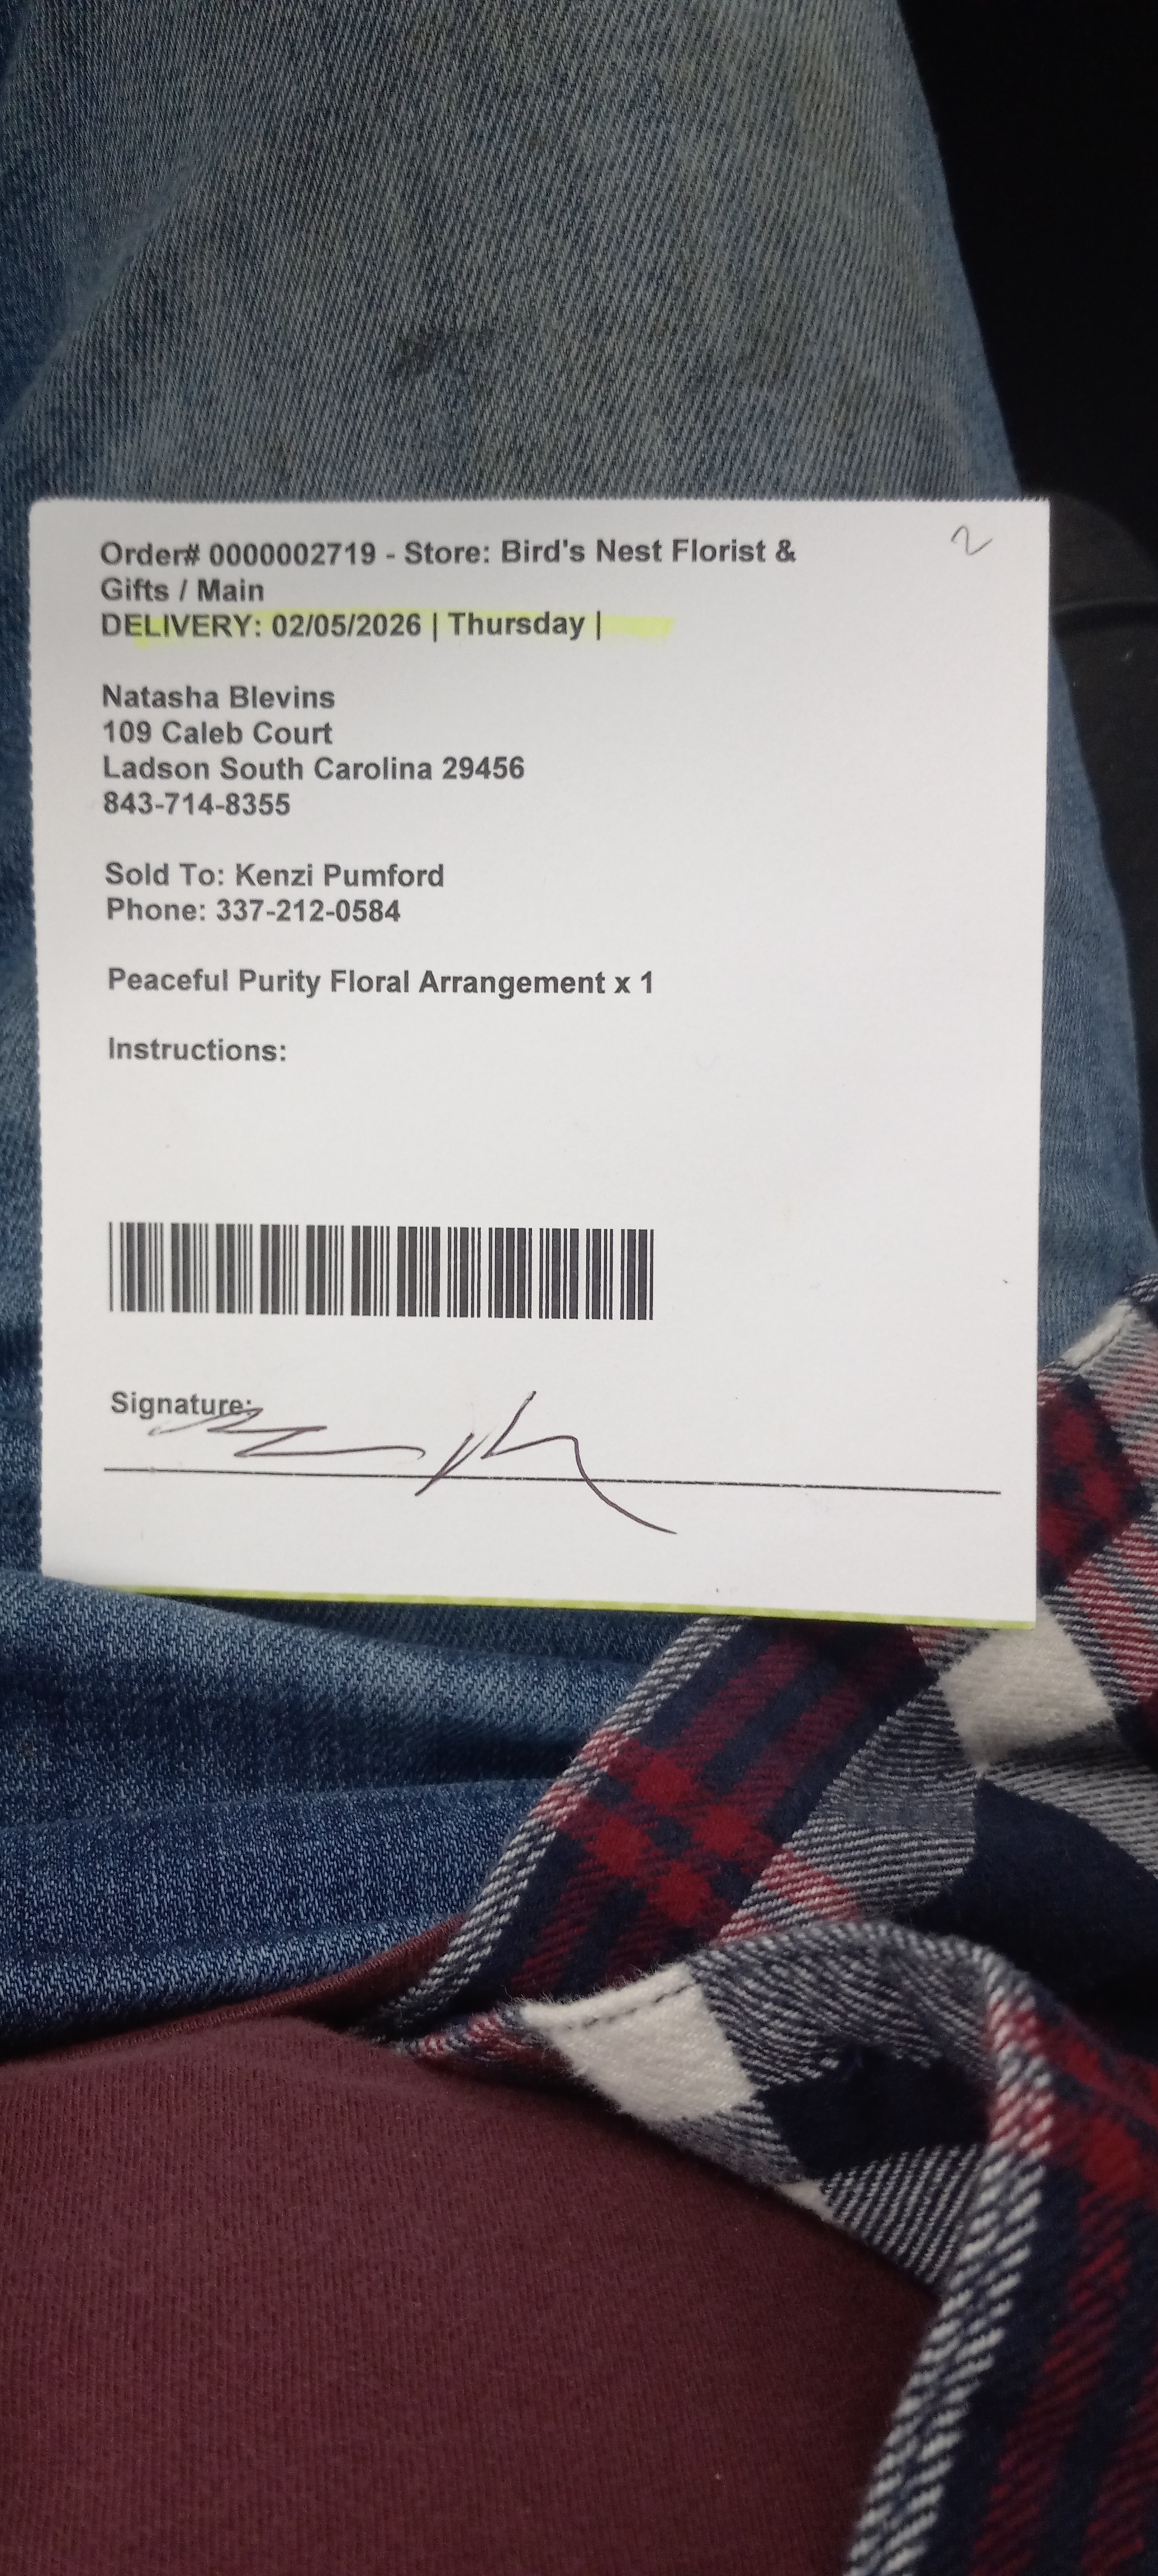 2
Order# 0000002719 - Store: Bird's Nest Florist &
Gifts / Main
DELIVERY: 02/05/2026 | Thursday |
Natasha Blevins
109 Caleb Court
Ladson South Carolina 29456
843-714-8355
Sold To: Kenzi Pumford
Phone: 337-212-0584
Peaceful Purity Floral Arrangement x 1
Instructions:
Signature: